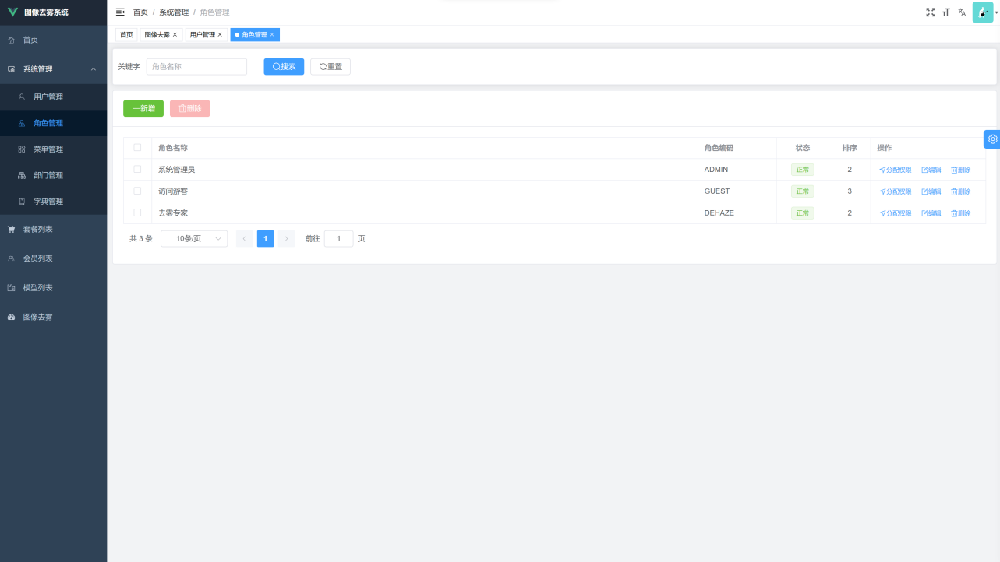 图像去雾系统
首页
系统管理
用户管理
角色管理
菜单管理
部门管理
字典管理
套餐列表
会员列表
模型列表
图像去雾
首页 / 系统管理 / 角色管理
首页 图像去雾 × 用户管理 × 角色管理 ×
关键字 角色名称 搜索 重置
新增 删除
角色名称 角色编码 状态 排序 操作
系统管理员 ADMIN 正常 2 分配权限 编辑 删除
访问游客 GUEST 正常 3 分配权限 编辑 删除
去雾专家 DEHAZE 正常 2 分配权限 编辑 删除
共 3 条 10条/页 1 前往 1 页